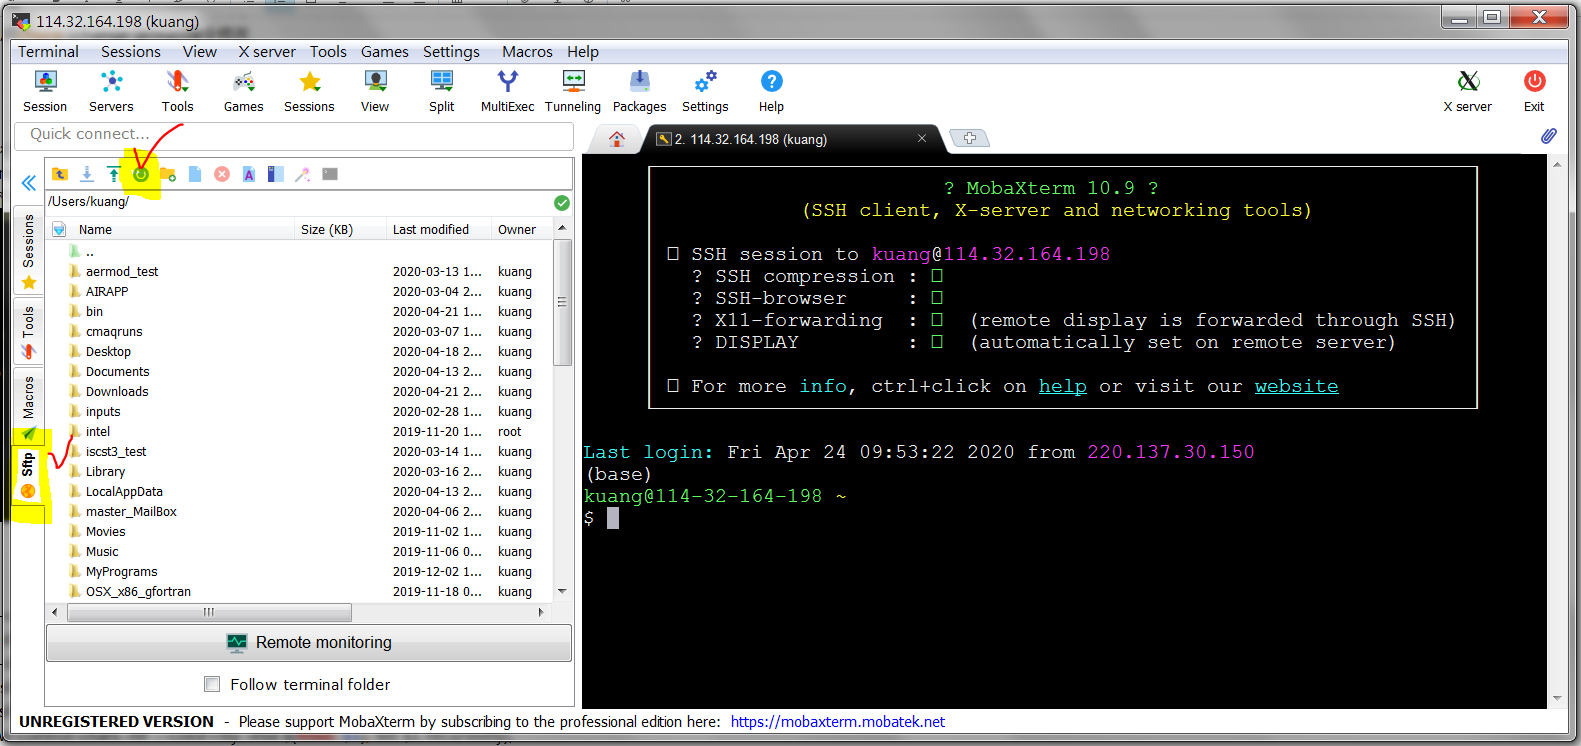 114.32.164.198 (kuang)
Terminal Sessions View X server Tools Games Settings Macros Help
Session Servers Tools Games Sessions View Split MultiExec Tunneling Packages Settings Help X server Exit
Quick connect...
2. 114.32.164.198 (kuang)
Sessions
Tools
Macros
Sftp
/Users/kuang/
Name Size (KB) Last modified Owner
..
aermod_test 2020-03-13 1... kuang
AIRAPP 2020-03-04 2... kuang
bin 2020-04-21 1... kuang
cmaqruns 2020-03-07 1... kuang
Desktop 2020-04-18 2... kuang
Documents 2020-04-13 2... kuang
Downloads 2020-04-21 2... kuang
inputs 2020-02-28 1... kuang
intel 2019-11-20 1... root
iscst3_test 2020-03-14 1... kuang
Library 2020-03-16 2... kuang
LocalAppData 2020-04-13 2... kuang
master_MailBox 2020-04-06 2... kuang
Movies 2019-11-02 1... kuang
Music 2019-11-06 0... kuang
MyPrograms 2019-12-02 1... kuang
OSX_x86_gfortran 2019-11-18 0... kuang
Remote monitoring
Follow terminal folder
? MobaXterm 10.9 ?
(SSH client, X-server and networking tools)
□ SSH session to kuang@114.32.164.198
? SSH compression : □
? SSH-browser : □
? X11-forwarding : □ (remote display is forwarded through SSH)
? DISPLAY : □ (automatically set on remote server)
□ For more info, ctrl+click on help or visit our website
Last login: Fri Apr 24 09:53:22 2020 from 220.137.30.150
(base)
kuang@114-32-164-198 ~
$
UNREGISTERED VERSION - Please support MobaXterm by subscribing to the professional edition here: https://mobaxterm.mobatek.net